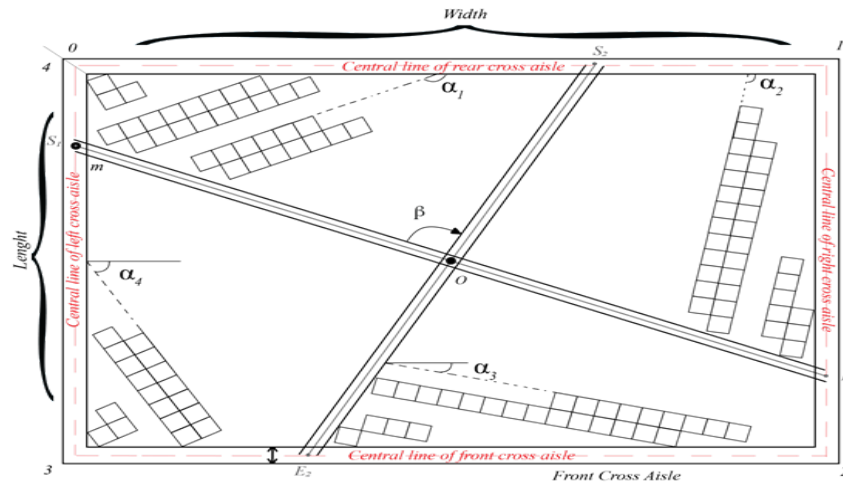 Width
0
1
S2
4
Central line of rear cross aisle
α1
α2
S1
m
β
Lenght
Central line of left cross aisle
Central line of right cross aisle
α4
O
α3
3
E2
Central line of front cross aisle
Front Cross Aisle